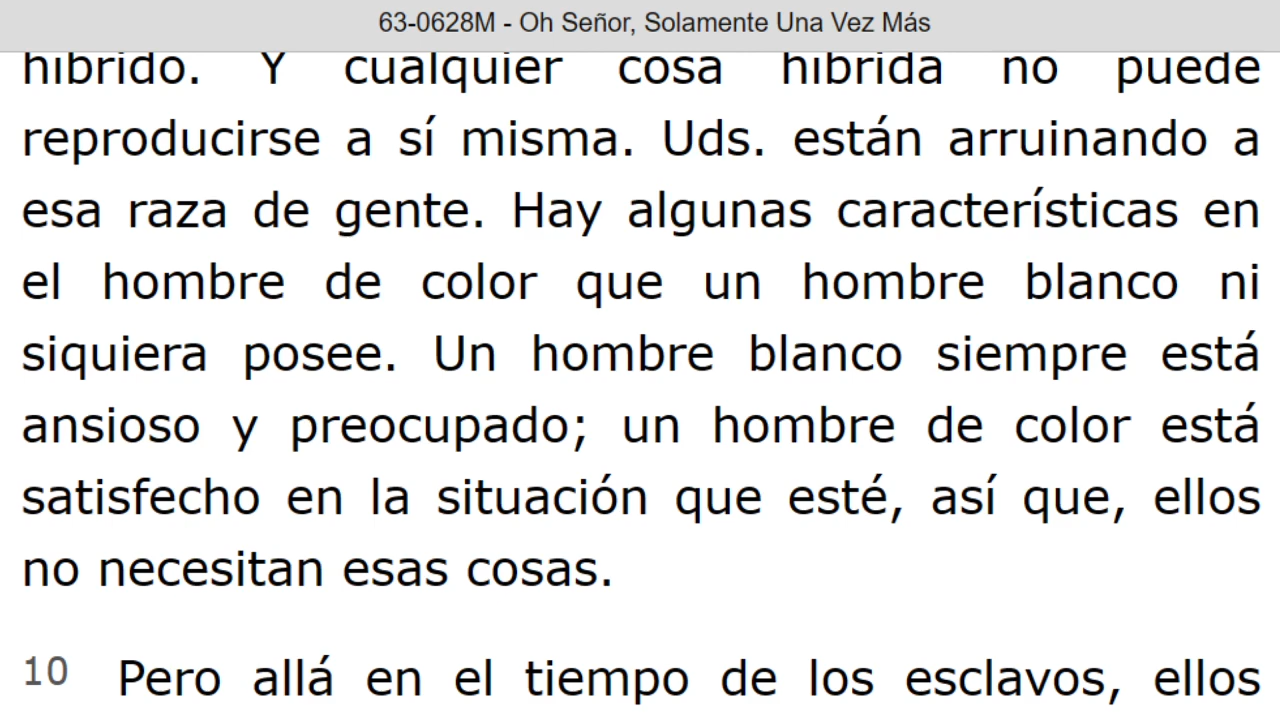 63-0628M - Oh Señor, Solamente Una Vez Más
híbrido. Y cualquier cosa híbrida no puede
reproducirse a sí misma. Uds. están arruinando a
esa raza de gente. Hay algunas características en
el hombre de color que un hombre blanco ni
siquiera posee. Un hombre blanco siempre está
ansioso y preocupado; un hombre de color está
satisfecho en la situación que esté, así que, ellos
no necesitan esas cosas.
10 Pero allá en el tiempo de los esclavos, ellos